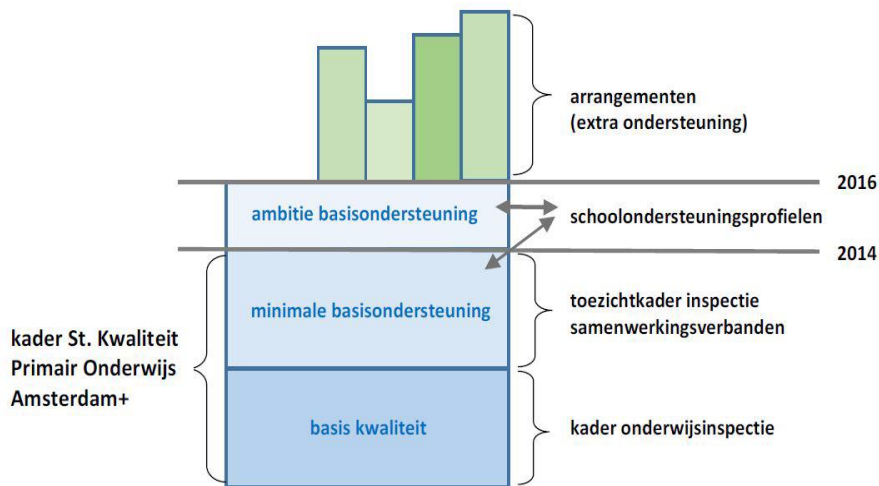 arrangementen
(extra ondersteuning)
2016
ambitie basisondersteuning
schoolondersteuningsprofielen
2014
minimale basisondersteuning
toezichtkader inspectie
samenwerkingsverbanden
kader St. Kwaliteit
Primair Onderwijs
Amsterdam+
basis kwaliteit
kader onderwijsinspectie